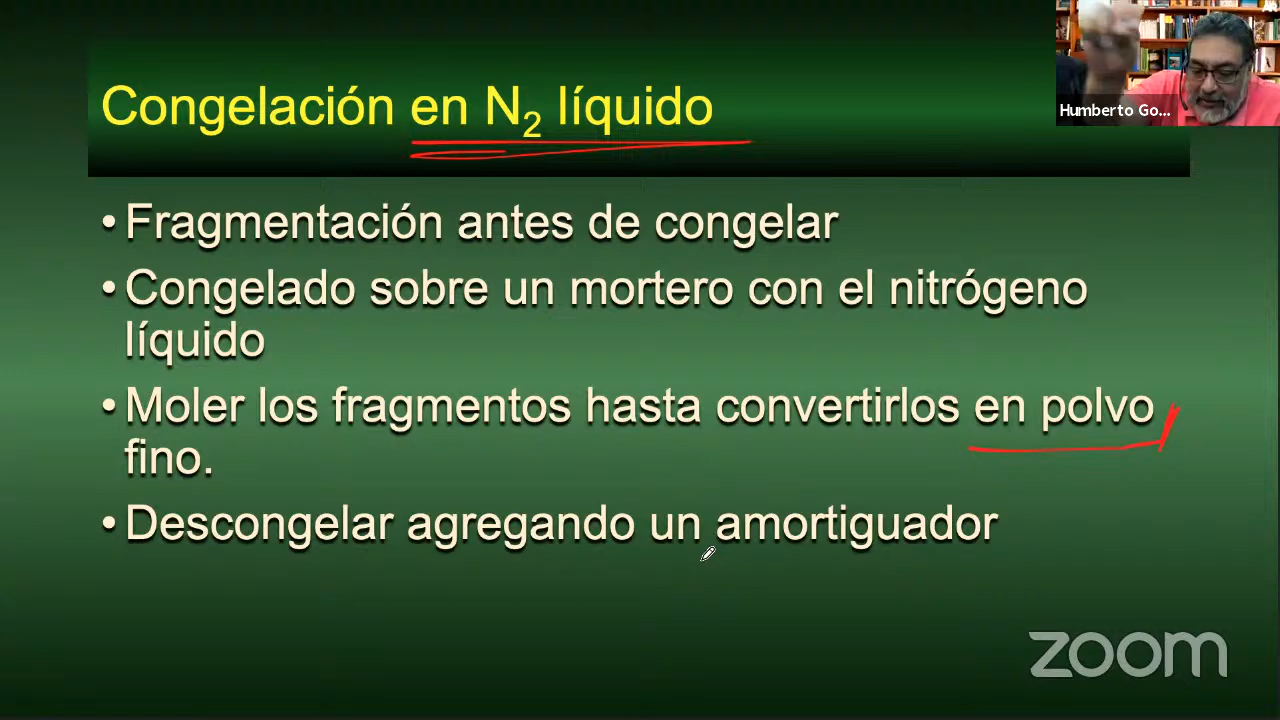 Congelación en N₂ líquido
Humberto Go...
• Fragmentación antes de congelar
• Congelado sobre un mortero con el nitrógeno
líquido
• Moler los fragmentos hasta convertirlos en polvo
fino.
• Descongelar agregando un amortiguador
zoom